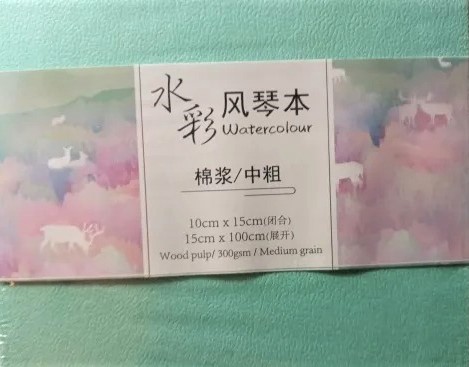 水彩 风琴本
Watercolour
棉浆/中粗
10cm x 15cm(闭合)
15cm x 100cm(展开)
Wood pulp/ 300gsm / Medium grain